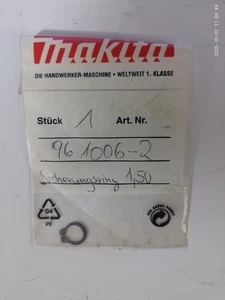 makita
DIE HANDWERKER-MASCHINE • WELTWEIT 1. KLASSE
Stück 1 Art. Nr.
961006-2
Sicherungsring 1,50
04
PE